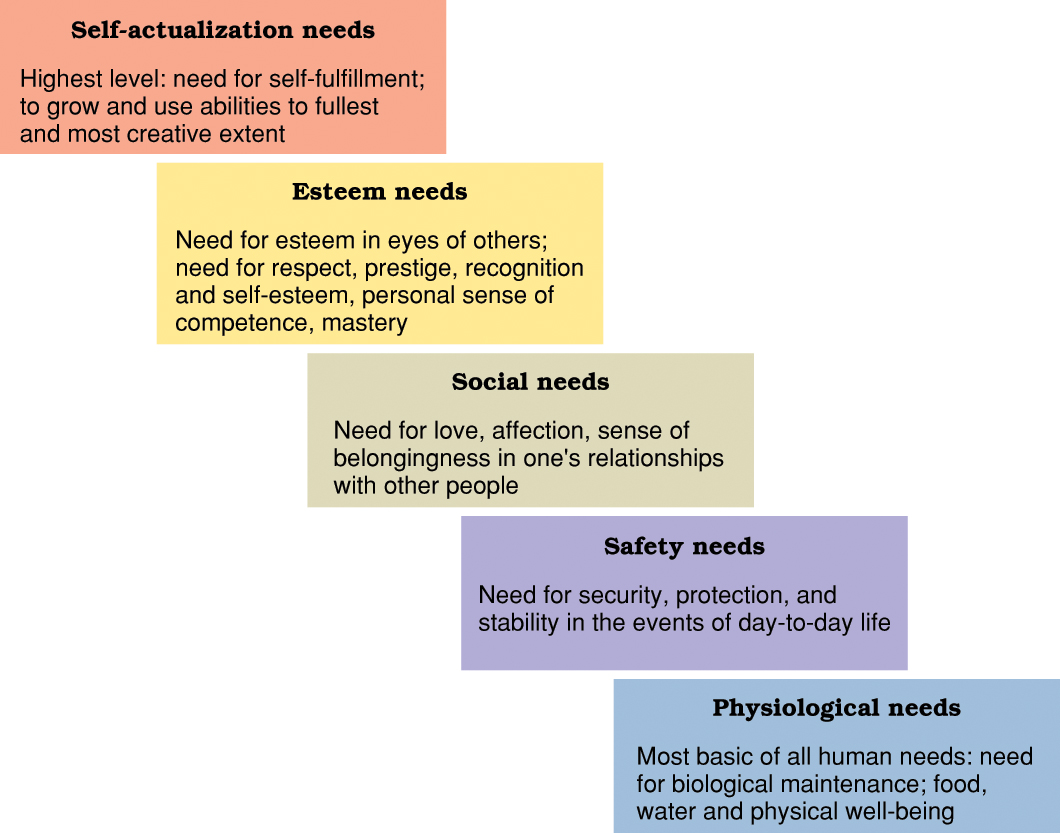 Self-actualization needs
Highest level: need for self-fulfillment;
to grow and use abilities to fullest
and most creative extent
Esteem needs
Need for esteem in eyes of others;
need for respect, prestige, recognition
and self-esteem, personal sense of
competence, mastery
Social needs
Need for love, affection, sense of
belongingness in one's relationships
with other people
Safety needs
Need for security, protection, and
stability in the events of day-to-day life
Physiological needs
Most basic of all human needs: need
for biological maintenance; food,
water and physical well-being